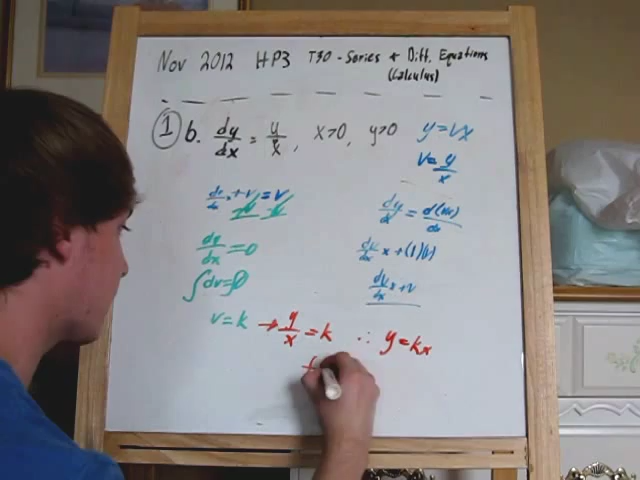 Nov 2012 HP3 TZ0 - Series & Diff. Equations
(Calculus)
① b. dy/dx = y/x, x>0, y>0
y=vx
v=y/x
dv/dx x+v=v
-v -v
dy/dx = d(vx)/dx
dv/dx =0
dv/dx x+(1)(v)
∫dv=∫0
dv/dx x+v
v=k → y/x = k ∴ y=kx